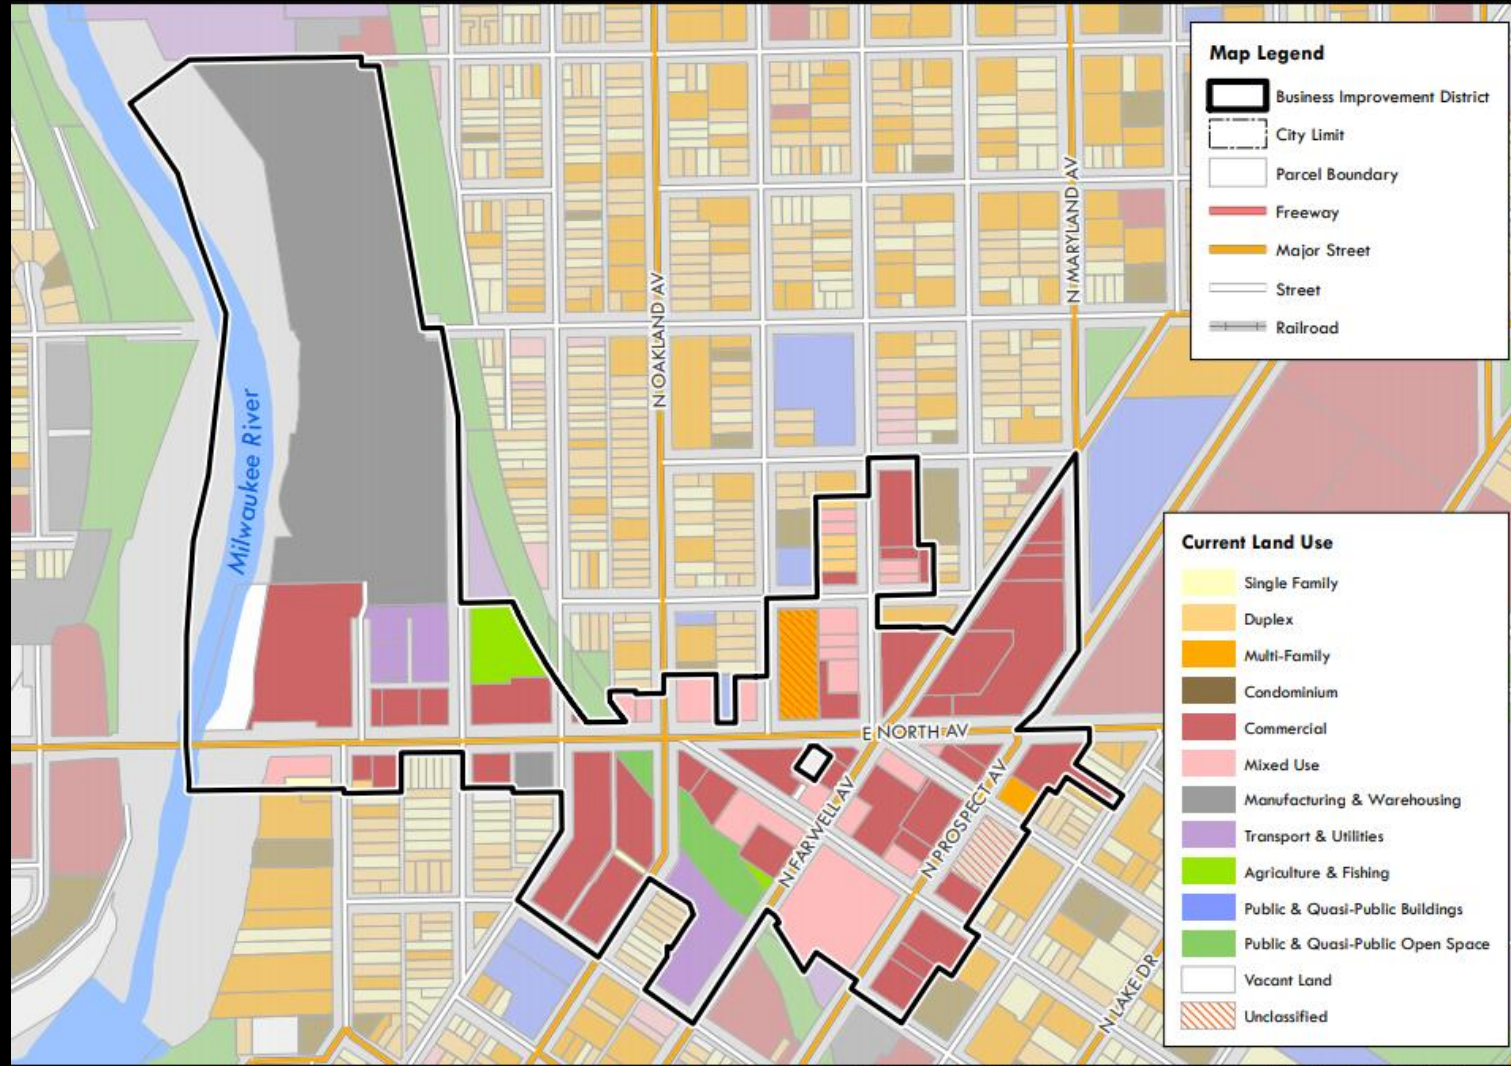 Map Legend
Business Improvement District
City Limit
Parcel Boundary
Freeway
Major Street
Street
Railroad
N MARYLAND AV
N OAKLAND AV
Milwaukee River
E NORTH AV
N FARWELL AV
N PROSPECT AV
N LAKE DR
Current Land Use
Single Family
Duplex
Multi-Family
Condominium
Commercial
Mixed Use
Manufacturing & Warehousing
Transport & Utilities
Agriculture & Fishing
Public & Quasi-Public Buildings
Public & Quasi-Public Open Space
Vacant Land
Unclassified